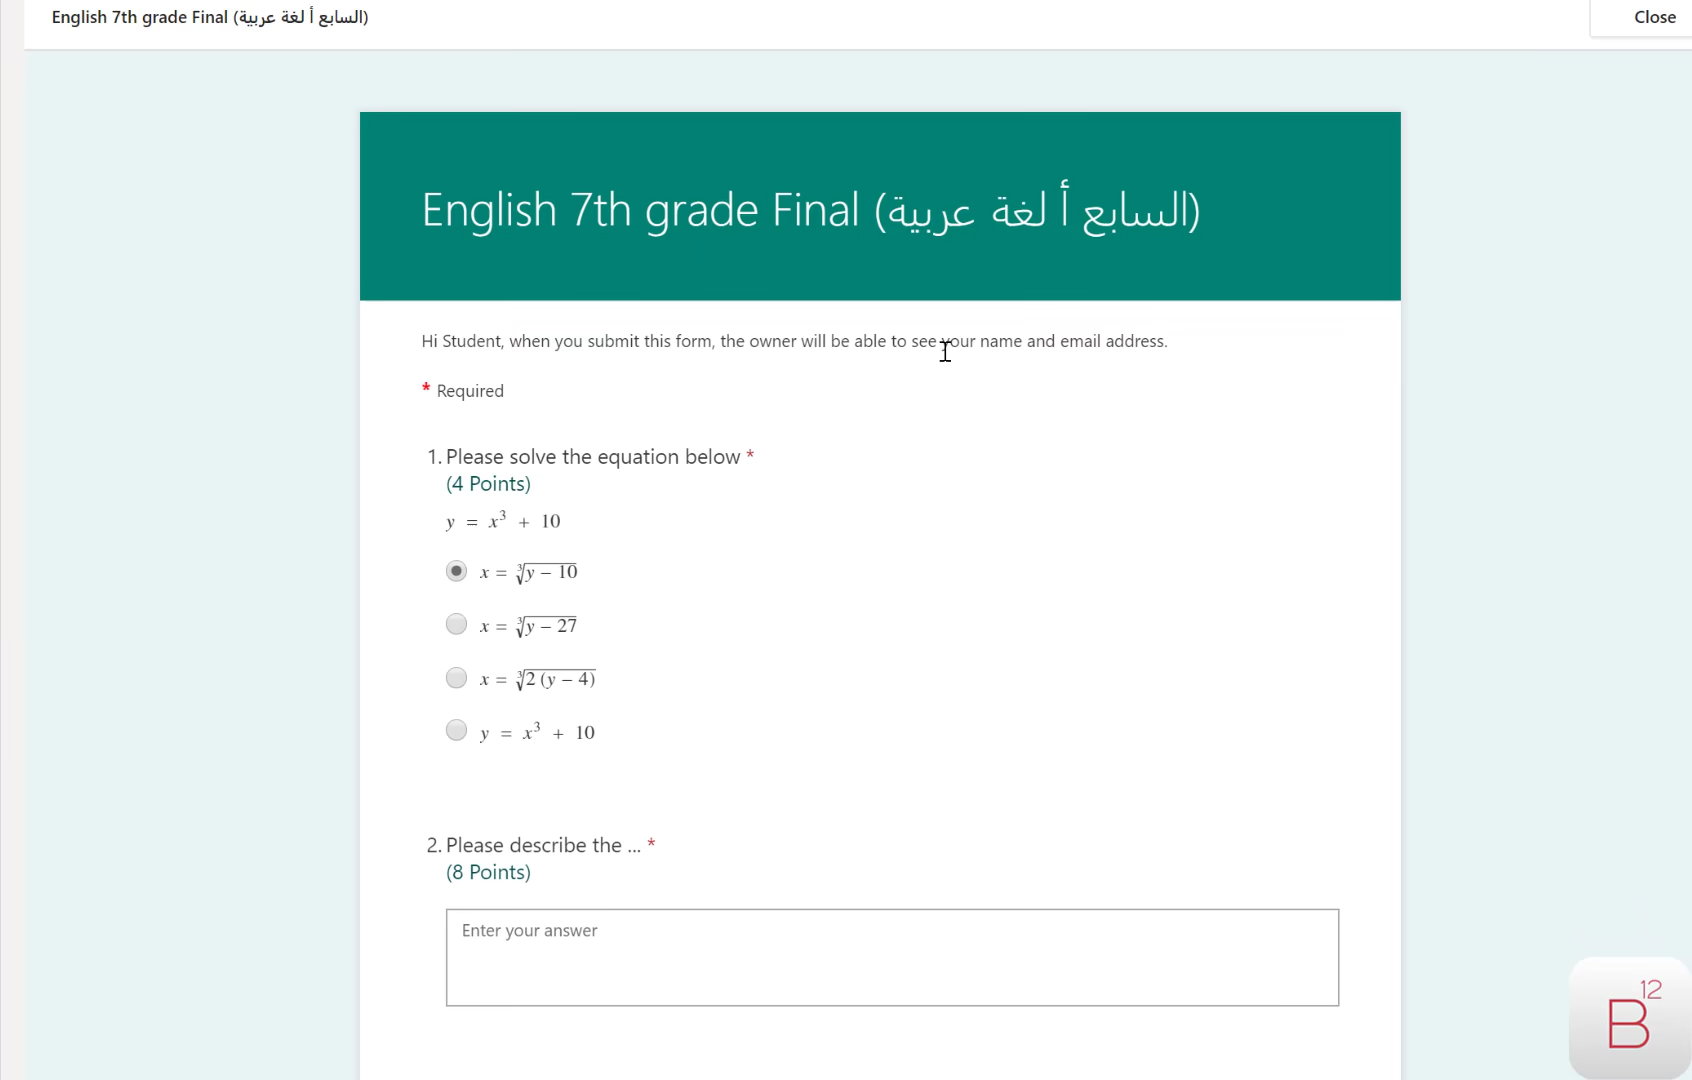 English 7th grade Final (السابع أ لغة عربية)
Close
English 7th grade Final (السابع أ لغة عربية)
Hi Student, when you submit this form, the owner will be able to see your name and email address.
* Required
1. Please solve the equation below *
(4 Points)
y = x³ + 10
x = ∛(y − 10)
x = ∛(y − 27)
x = ∛(2 (y − 4))
y = x³ + 10
2. Please describe the ... *
(8 Points)
Enter your answer
B¹²